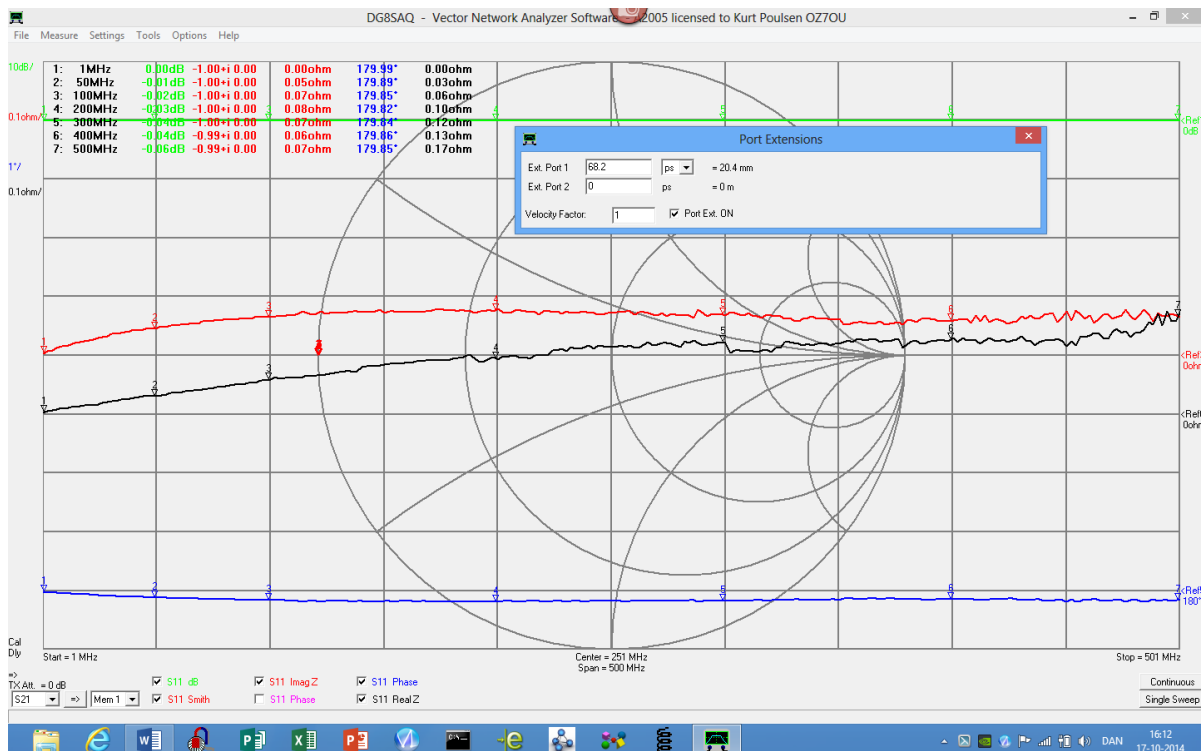 DG8SAQ - Vector Network Analyzer Software 2005 licensed to Kurt Poulsen OZ7OU
File Measure Settings Tools Options Help
10dB/
0.1ohm/
1°/
0.1ohm/
1: 1MHz 0.00dB -1.00+i 0.00 0.00ohm 179.99° 0.00ohm
2: 50MHz -0.01dB -1.00+i 0.00 0.05ohm 179.89° 0.03ohm
3: 100MHz -0.02dB -1.00+i 0.00 0.07ohm 179.85° 0.06ohm
4: 200MHz -0.03dB -1.00+i 0.00 0.08ohm 179.82° 0.10ohm
5: 300MHz -0.04dB -1.00+i 0.00 0.07ohm 179.84° 0.12ohm
6: 400MHz -0.04dB -0.99+i 0.00 0.06ohm 179.86° 0.13ohm
7: 500MHz -0.06dB -0.99+i 0.00 0.07ohm 179.85° 0.17ohm
Port Extensions
Ext. Port 1 68.2 ps = 20.4 mm
Ext. Port 2 0 ps = 0 m
Velocity Factor: 1 Port Ext. ON
0dB
0ohm
0ohm
180°
Cal
Dly
Start = 1 MHz
Center = 251 MHz
Span = 500 MHz
Stop = 501 MHz
=>
TX Att. = 0 dB
S21 => Mem 1
S11 dB S11 Imag Z S11 Phase
S11 Smith S11 Phase S11 Real Z
Continuous
Single Sweep
DAN
16:12
17-10-2014